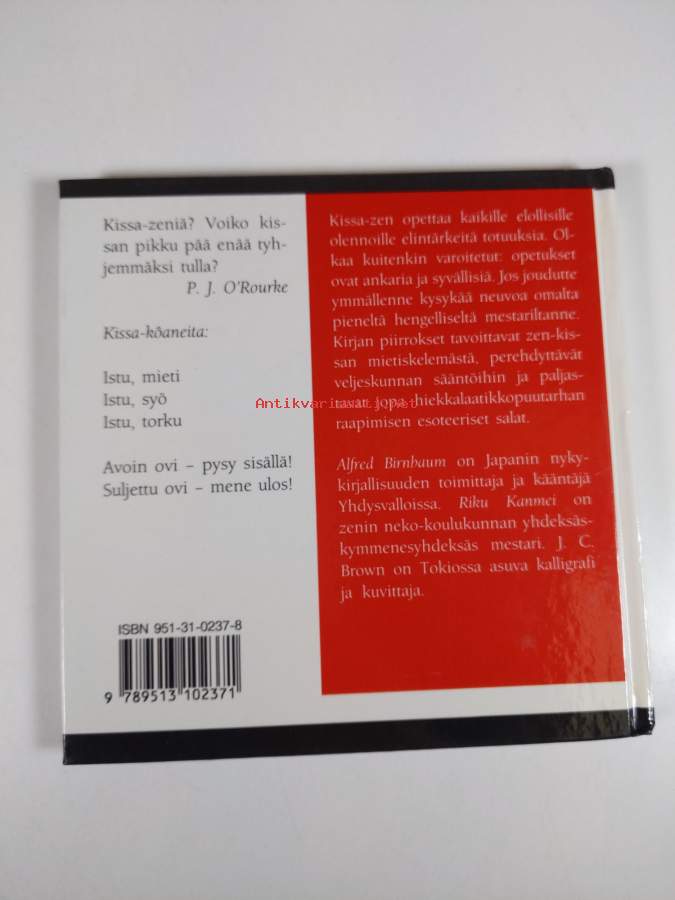 Kissa-zeniä? Voiko kis-
san pikku pää enää tyh-
jemmäksi tulla?
P. J. O'Rourke
Kissa-kōaneita:
Istu, mieti
Istu, syö
Istu, torku
Avoin ovi – pysy sisällä!
Suljettu ovi – mene ulos!
ISBN 951-31-0237-8
9 789513 102371
Kissa-zen opettaa kaikille elollisille
olennoille elintärkeitä totuuksia. Ol-
kaa kuitenkin varoitetut: opetukset
ovat ankaria ja syvällisiä. Jos joudutte
ymmällenne kysykää neuvoa omalta
pieneltä hengelliseltä mestariltanne.
Kirjan piirrokset tavoittavat zen-kis-
san mietiskelemästä, perehdyttävät
veljeskunnan sääntöihin ja paljas-
tavat jopa hiekkalaatikkopuutarhan
raapimisen esoteeriset salat.
Alfred Birnbaum on Japanin nyky-
kirjallisuuden toimittaja ja kääntäjä
Yhdysvalloissa. Riku Kanmei on
zenin neko-koulukunnan yhdeksäs-
kymmenesyhdeksäs mestari. J. C.
Brown on Tokiossa asuva kalligrafi
ja kuvittaja.